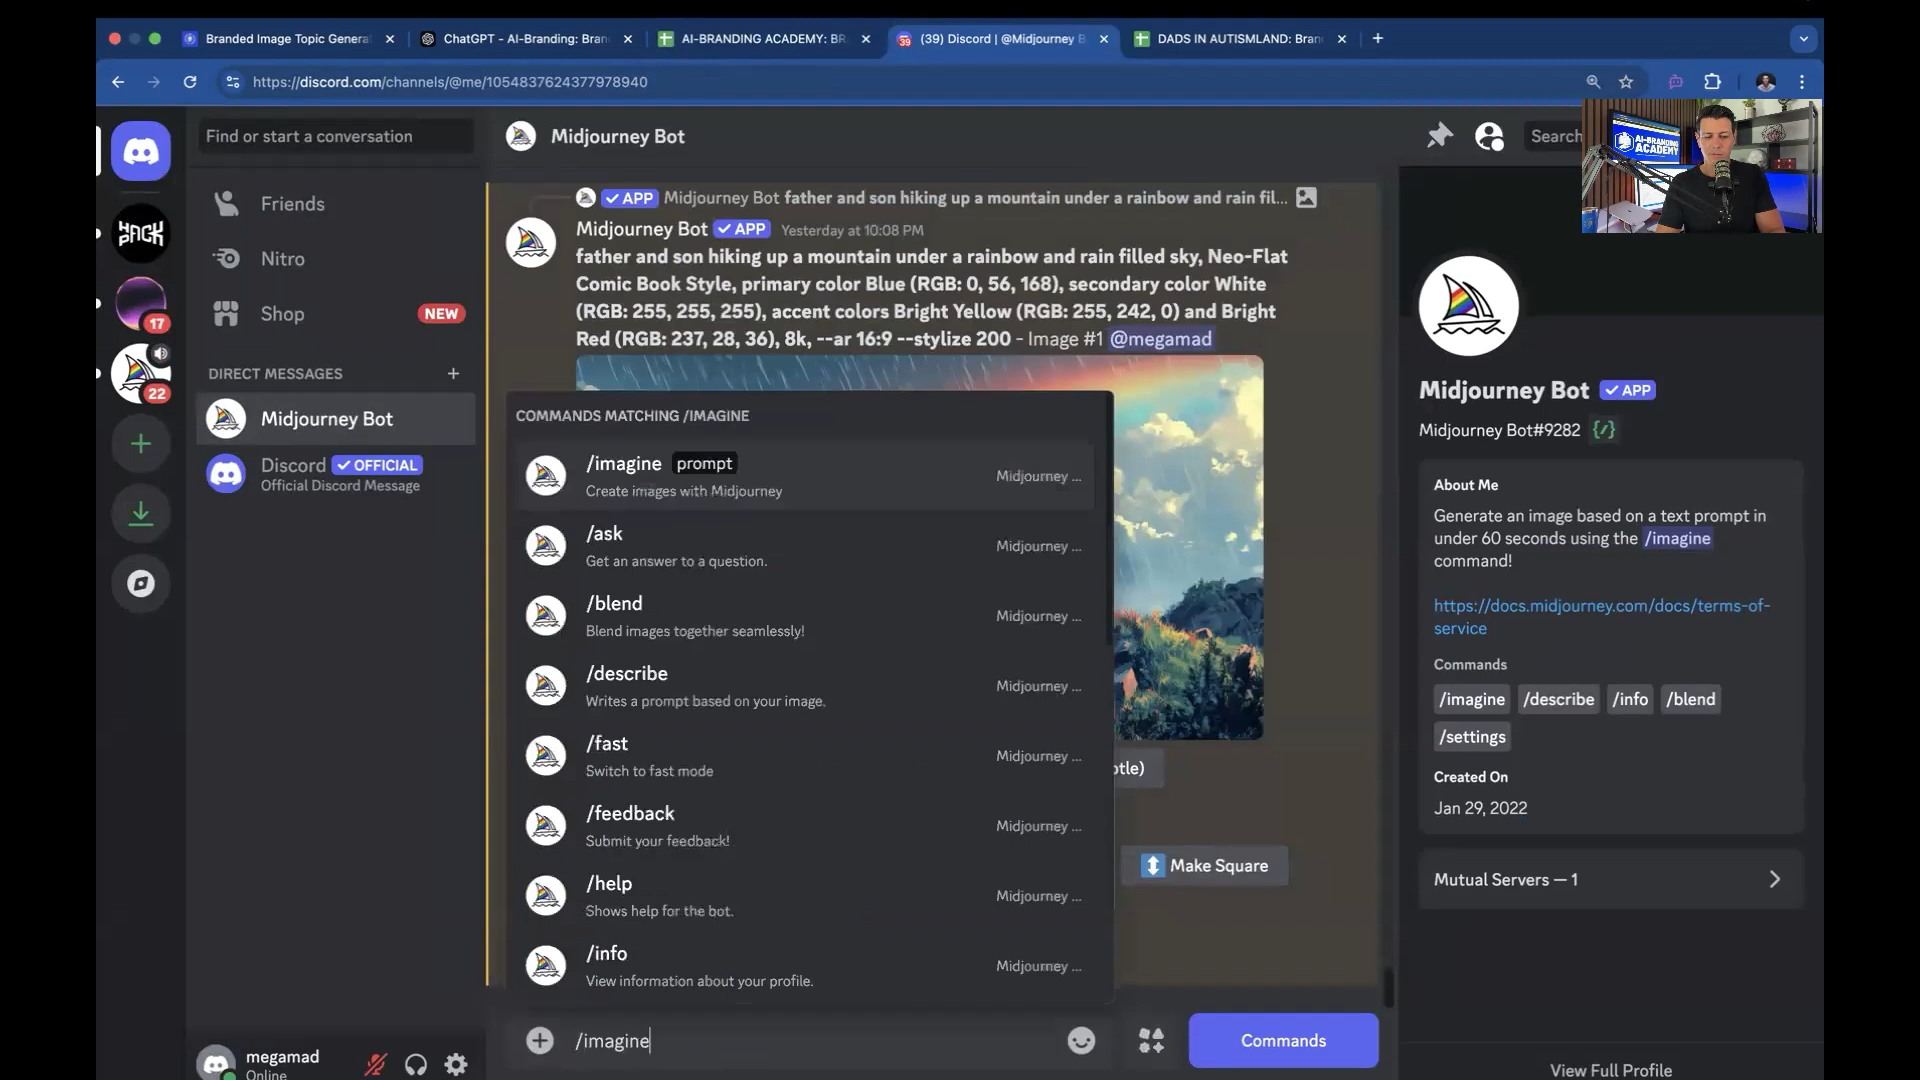 Branded Image Topic Genera
ChatGPT - AI-Branding: Bran
AI-BRANDING ACADEMY: BR
(39) Discord | @Midjourney B
DADS IN AUTISMLAND: Bran
https://discord.com/channels/@me/1054837624377978940
Find or start a conversation
Midjourney Bot
Search
AI-BRANDING
ACADEMY
Friends
Nitro
Shop
NEW
HACK
17
22
DIRECT MESSAGES
Midjourney Bot
Discord ✓ OFFICIAL
Official Discord Message
✓ APP Midjourney Bot father and son hiking up a mountain under a rainbow and rain fil...
Midjourney Bot ✓ APP Yesterday at 10:08 PM
father and son hiking up a mountain under a rainbow and rain filled sky, Neo-Flat
Comic Book Style, primary color Blue (RGB: 0, 56, 168), secondary color White
(RGB: 255, 255, 255), accent colors Bright Yellow (RGB: 255, 242, 0) and Bright
Red (RGB: 237, 28, 36), 8k, --ar 16:9 --stylize 200 - Image #1 @megamad
COMMANDS MATCHING /IMAGINE
/imagine prompt
Create images with Midjourney
Midjourney ...
/ask
Get an answer to a question.
Midjourney ...
/blend
Blend images together seamlessly!
Midjourney ...
/describe
Writes a prompt based on your image.
Midjourney ...
/fast
Switch to fast mode
Midjourney ...
/feedback
Submit your feedback!
Midjourney ...
/help
Shows help for the bot.
Midjourney ...
/info
View information about your profile.
Midjourney ...
otle)
Make Square
/imagine
Commands
megamad
Online
Midjourney Bot ✓ APP
Midjourney Bot#9282 {/}
About Me
Generate an image based on a text prompt in
under 60 seconds using the /imagine
command!
https://docs.midjourney.com/docs/terms-of-
service
Commands
/imagine /describe /info /blend
/settings
Created On
Jan 29, 2022
Mutual Servers — 1
View Full Profile